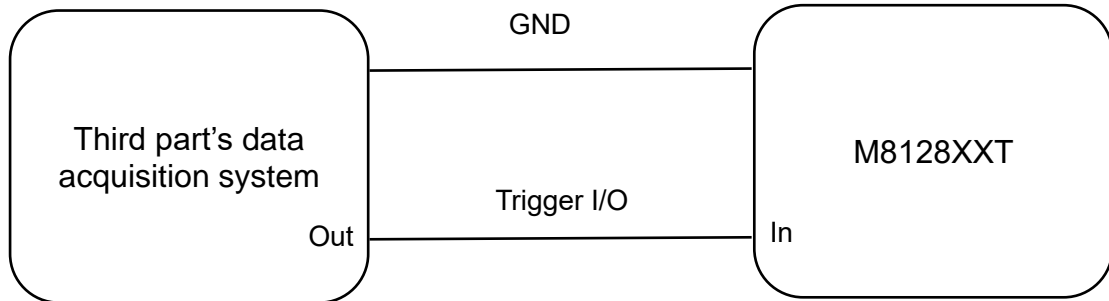 GND
Third part's data
acquisition system
M8128XXT
Trigger I/O
Out
In